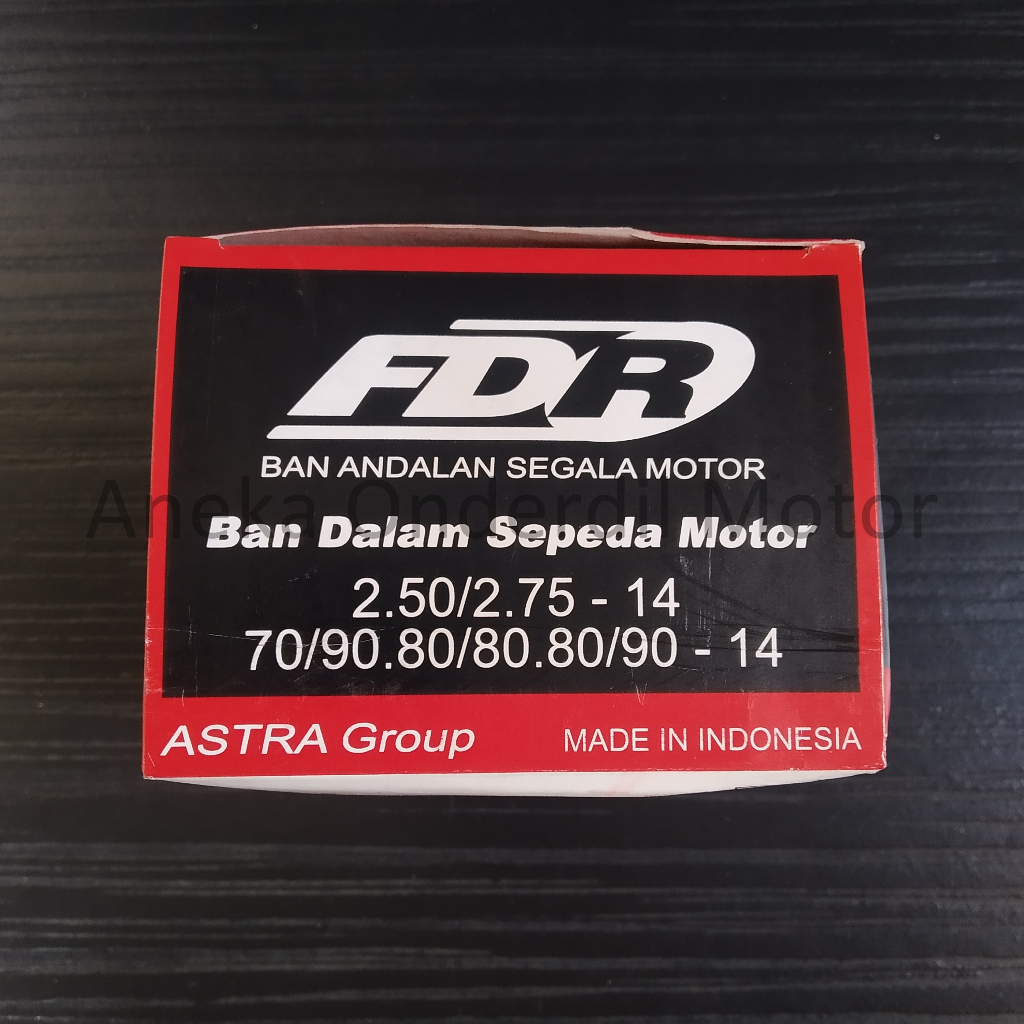 FDR
BAN ANDALAN SEGALA MOTOR
Aneka Onderdil Motor
Ban Dalam Sepeda Motor
2.50/2.75 - 14
70/90.80/80.80/90 - 14
ASTRA Group MADE IN INDONESIA